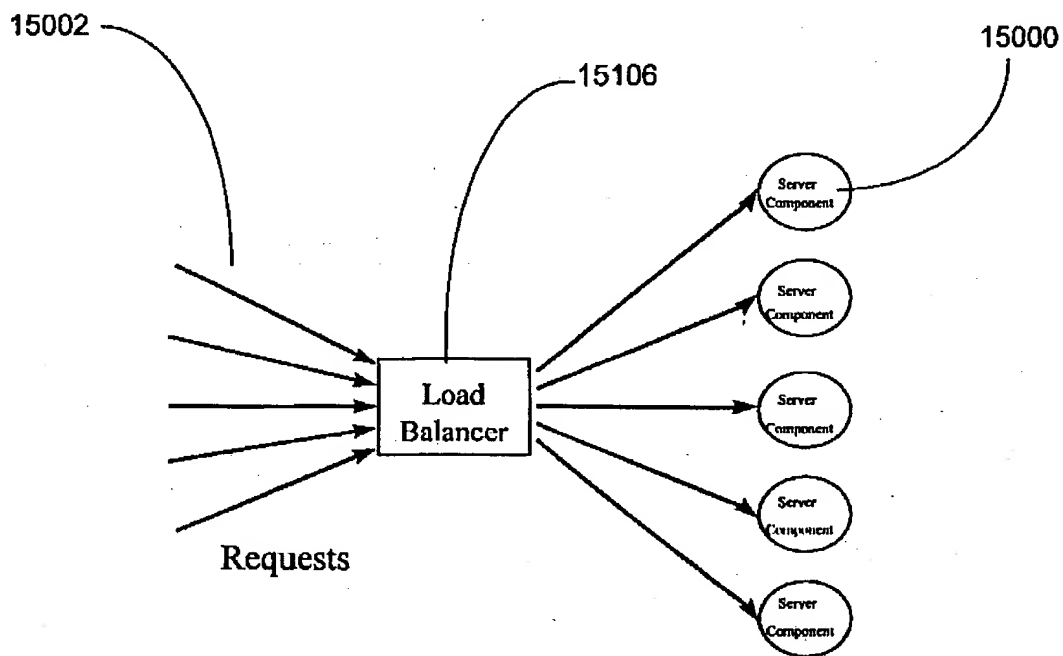 15002
15106
15000
Server
Component
Server
Component
Load
Balancer
Server
Component
Server
Component
Requests
Server
Component